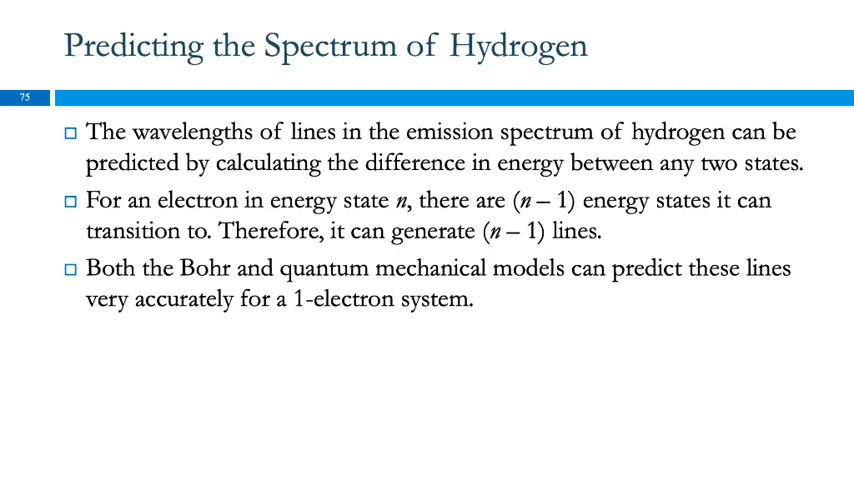 Predicting the Spectrum of Hydrogen
75
The wavelengths of lines in the emission spectrum of hydrogen can be
predicted by calculating the difference in energy between any two states.
For an electron in energy state n, there are (n – 1) energy states it can
transition to. Therefore, it can generate (n – 1) lines.
Both the Bohr and quantum mechanical models can predict these lines
very accurately for a 1-electron system.